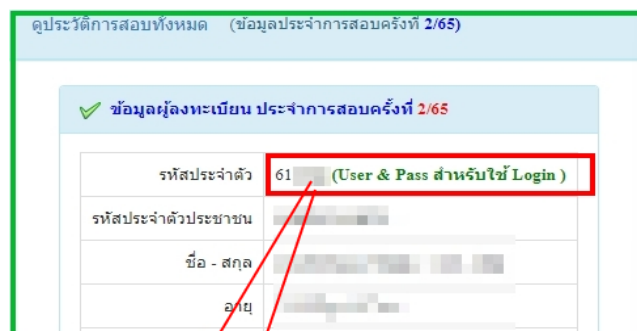 ดูประวัติการสอบทั้งหมด (ข้อมูลประจำการสอบครั้งที่ 2/65)
ข้อมูลผู้ลงทะเบียน ประจำการสอบครั้งที่ 2/65
รหัสประจำตัว 61 (User & Pass สำหรับใช้ Login )
รหัสประจำตัวประชาชน
ชื่อ - สกุล
อายุ